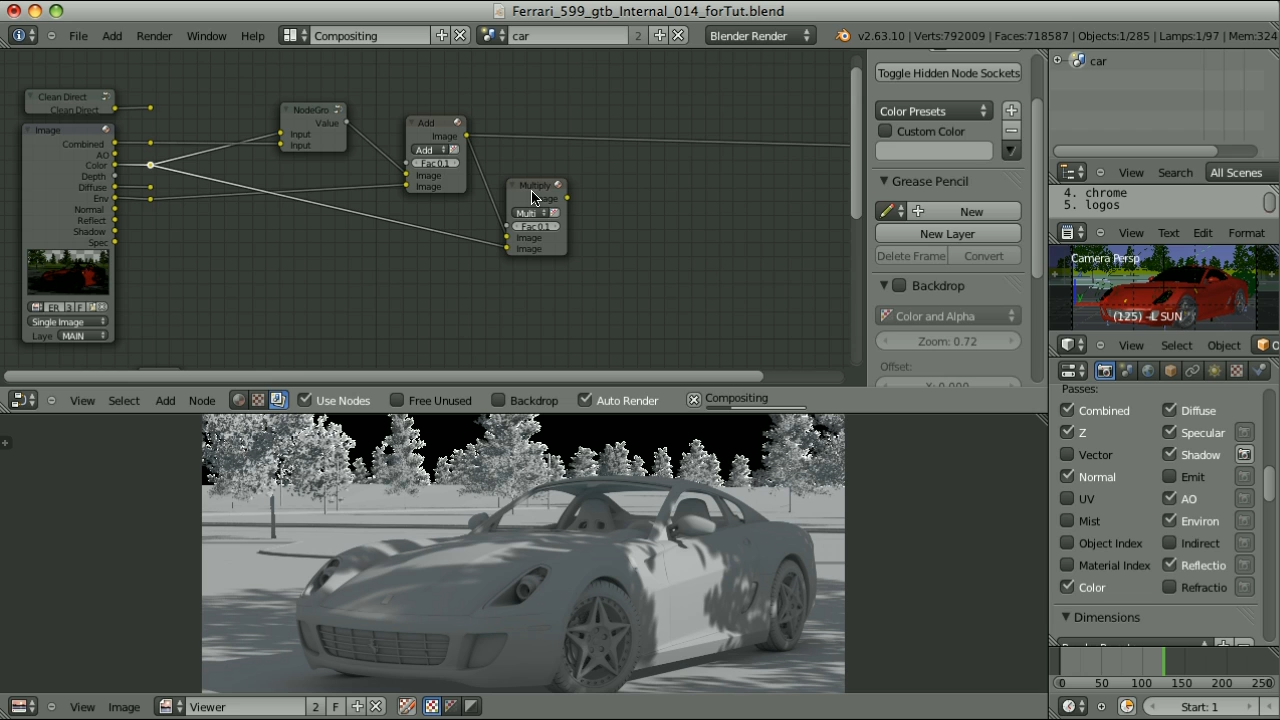 Ferrari_599_gtb_Internal_014_forTut.blend
File Add Render Window Help Compositing car 2 Blender Render v2.63.10 | Verts:792009 | Faces:718587 | Objects:1/285 | Lamps:1/97 | Mem:324
Clean Direct
Clean Direct
Image
Combined
AO
Color
Depth
Diffuse
Env
Normal
Reflect
Shadow
Spec
3 F
Single Image
Laye MAIN
NodeGro
Value
Input
Input
Add
Image
Add
Fac 0.1
Image
Image
Multiply
Multi
Fac 0.1
Image
Image
Toggle Hidden Node Sockets
Color Presets
Custom Color
Grease Pencil
New
New Layer
Delete Frame Convert
Backdrop
Color and Alpha
Zoom: 0.72
Offset:
X: 0.000
View Select Add Node Use Nodes Free Unused Backdrop Auto Render Compositing
View Image Viewer 2 F
car
View Search All Scenes
4. chrome
5. logos
View Text Edit Format
Camera Persp
(125) -L SUN
View Select Object
Passes:
Combined Diffuse
Z Specular
Vector Shadow
Normal Emit
UV AO
Mist Environ
Object Index Indirect
Material Index Reflectio
Color Refractio
Dimensions
0 50 100 150 200 250
Start: 1